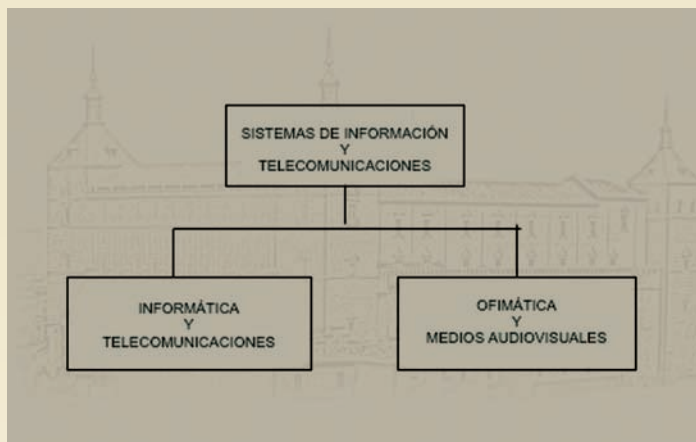 SISTEMAS DE INFORMACIÓN
Y
TELECOMUNICACIONES
INFORMÁTICA
Y
TELECOMUNICACIONES
OFIMÁTICA
Y
MEDIOS AUDIOVISUALES